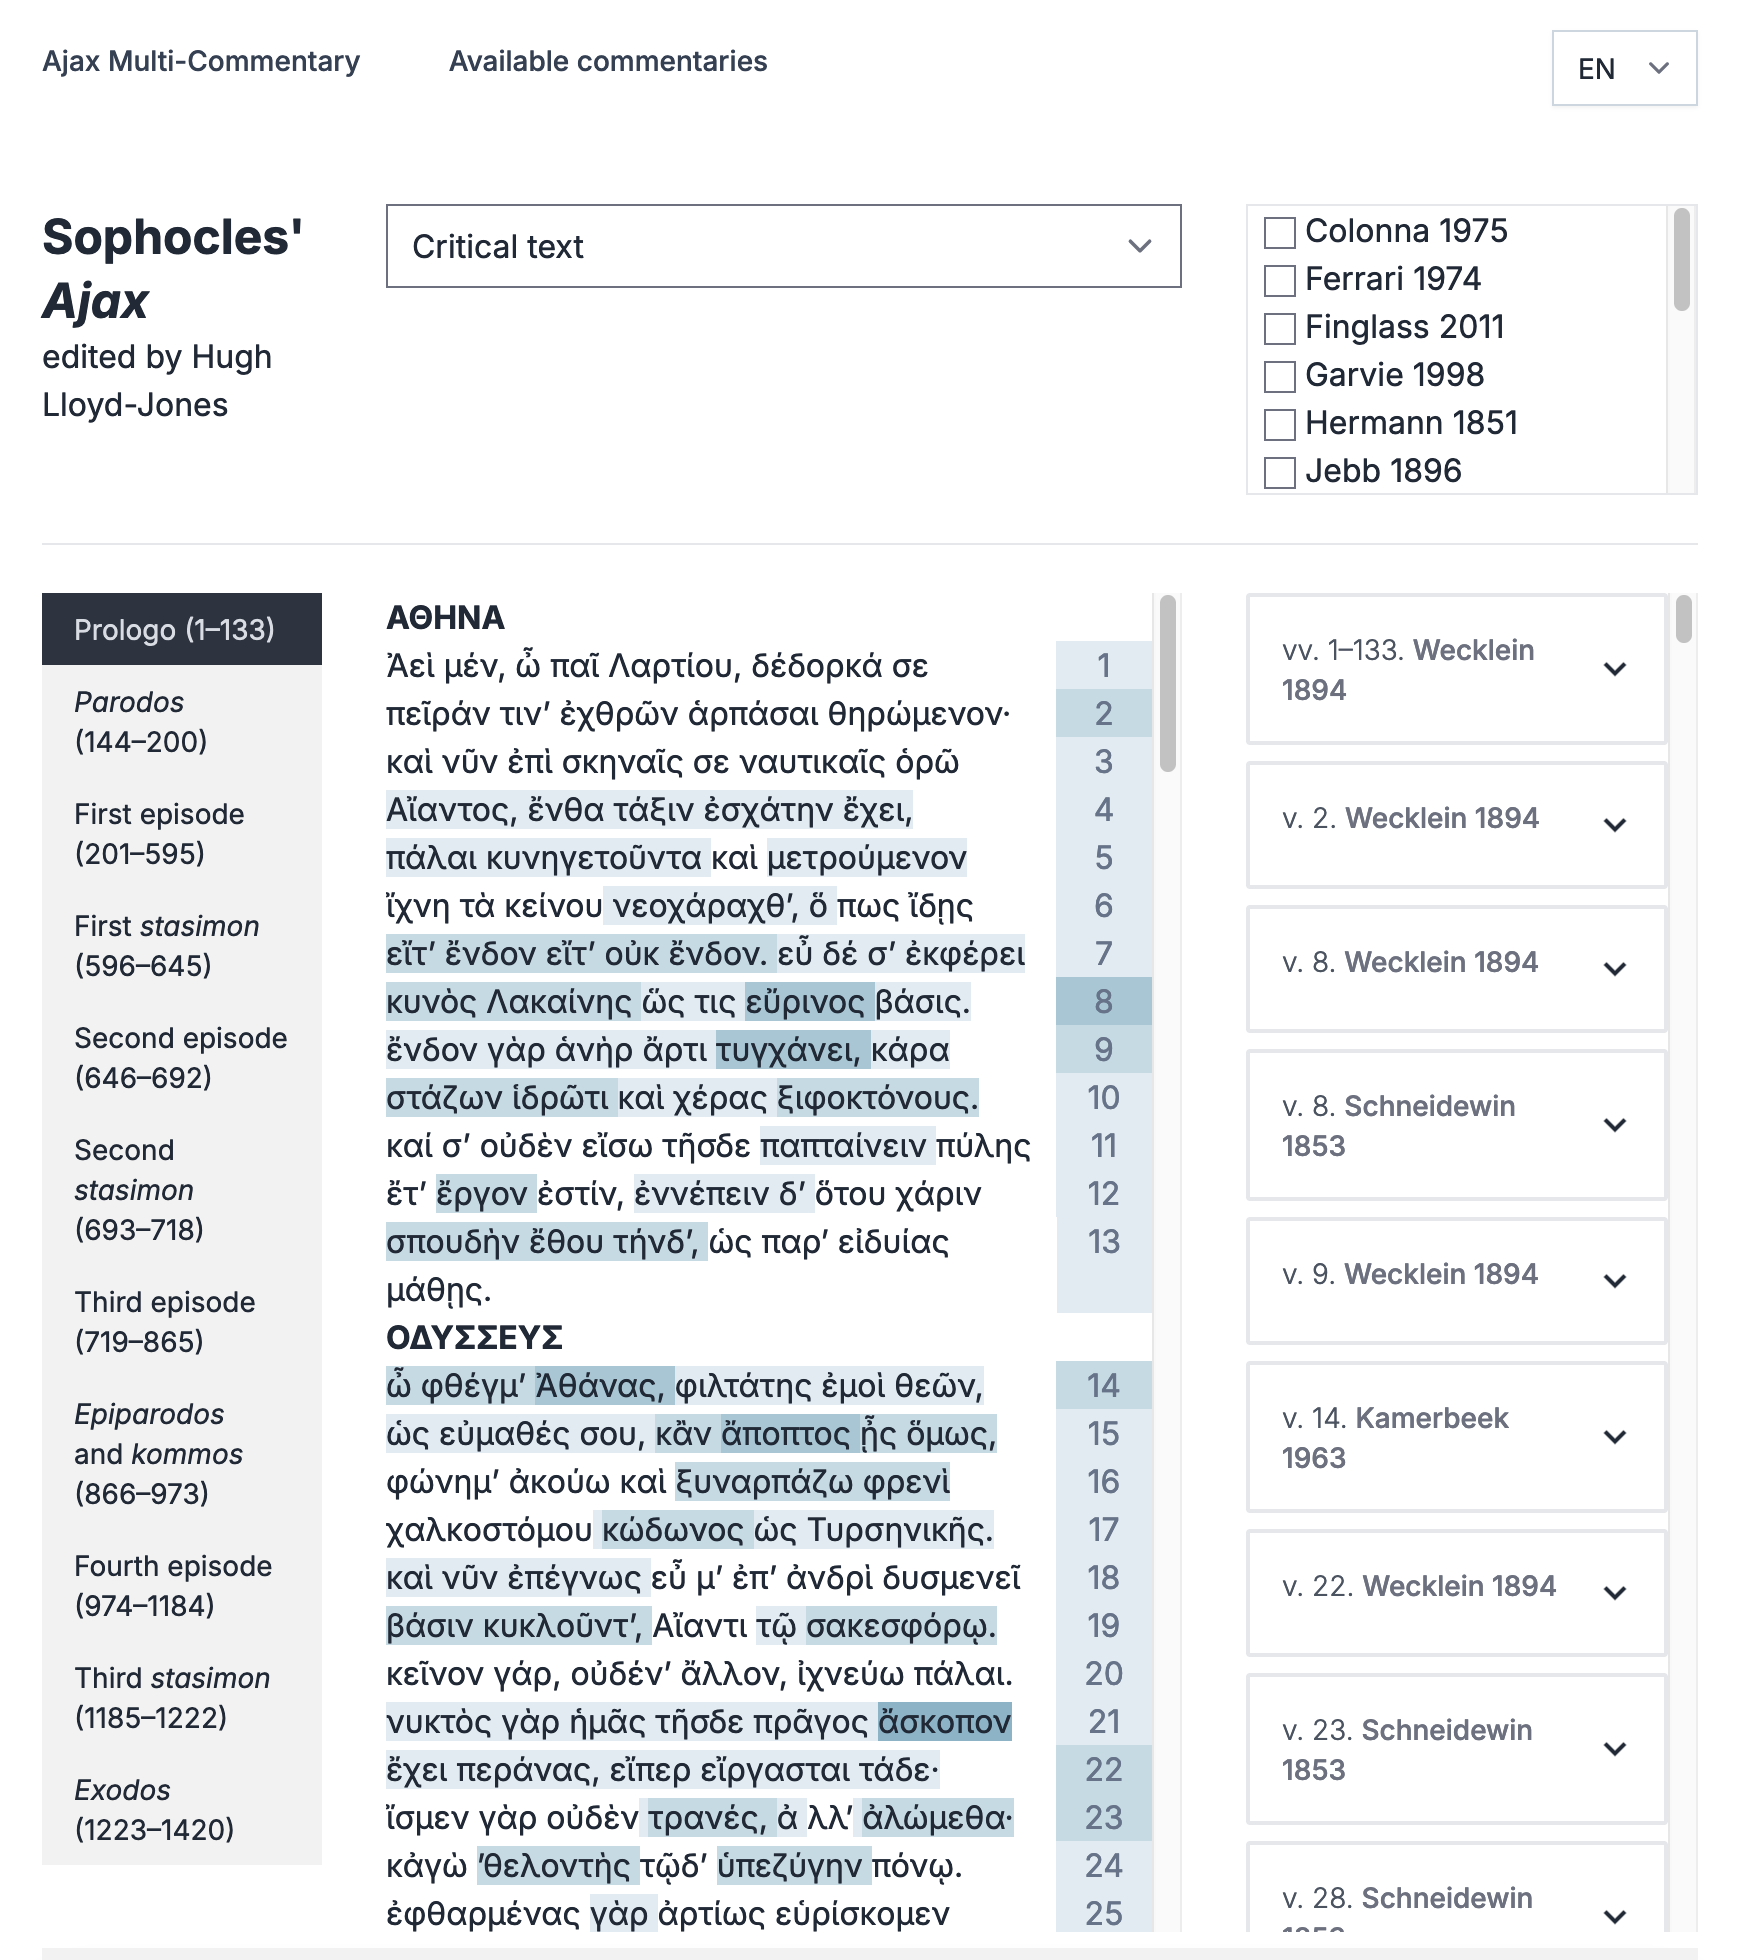 Ajax Multi-Commentary
Available commentaries
EN
Sophocles'
Ajax
edited by Hugh
Lloyd-Jones
Critical text
Colonna 1975
Ferrari 1974
Finglass 2011
Garvie 1998
Hermann 1851
Jebb 1896
Prologo (1–133)
Parodos
(144–200)
First episode
(201–595)
First stasimon
(596–645)
Second episode
(646–692)
Second
stasimon
(693–718)
Third episode
(719–865)
Epiparodos
and kommos
(866–973)
Fourth episode
(974–1184)
Third stasimon
(1185–1222)
Exodos
(1223–1420)
ΑΘΗΝΑ
Ἀεὶ μέν, ὦ παῖ Λαρτίου, δέδορκά σε 1
πεῖράν τιν’ ἐχθρῶν ἁρπάσαι θηρώμενον· 2
καὶ νῦν ἐπὶ σκηναῖς σε ναυτικαῖς ὁρῶ 3
Αἴαντος, ἔνθα τάξιν ἐσχάτην ἔχει, 4
πάλαι κυνηγετοῦντα καὶ μετρούμενον 5
ἴχνη τὰ κείνου νεοχάραχθ’, ὅ πως ἴδῃς 6
εἴτ’ ἔνδον εἴτ’ οὐκ ἔνδον. εὖ δέ σ’ ἐκφέρει 7
κυνὸς Λακαίνης ὥς τις εὔρινος βάσις. 8
ἔνδον γὰρ ἁνὴρ ἄρτι τυγχάνει, κάρα 9
στάζων ἱδρῶτι καὶ χέρας ξιφοκτόνους. 10
καί σ’ οὐδὲν εἴσω τῆσδε παπταίνειν πύλης 11
ἔτ’ ἔργον ἐστίν, ἐννέπειν δ’ ὅτου χάριν 12
σπουδὴν ἔθου τήνδ’, ὡς παρ’ εἰδυίας 13
μάθῃς.
ΟΔΥΣΣΕΥΣ
ὦ φθέγμ’ Ἀθάνας, φιλτάτης ἐμοὶ θεῶν, 14
ὡς εὐμαθές σου, κἂν ἄποπτος ᾖς ὅμως, 15
φώνημ’ ἀκούω καὶ ξυναρπάζω φρενὶ 16
χαλκοστόμου κώδωνος ὡς Τυρσηνικῆς. 17
καὶ νῦν ἐπέγνως εὖ μ’ ἐπ’ ἀνδρὶ δυσμενεῖ 18
βάσιν κυκλοῦντ’, Αἴαντι τῷ σακεσφόρῳ. 19
κεῖνον γάρ, οὐδέν’ ἄλλον, ἰχνεύω πάλαι. 20
νυκτὸς γὰρ ἡμᾶς τῆσδε πρᾶγος ἄσκοπον 21
ἔχει περάνας, εἴπερ εἴργασται τάδε· 22
ἴσμεν γὰρ οὐδὲν τρανές, ἀ λλ’ ἀλώμεθα· 23
κἀγὼ ’θελοντὴς τῷδ’ ὑπεζύγην πόνῳ. 24
ἐφθαρμένας γὰρ ἀρτίως εὑρίσκομεν 25
vv. 1–133. Wecklein
1894
v. 2. Wecklein 1894
v. 8. Wecklein 1894
v. 8. Schneidewin
1853
v. 9. Wecklein 1894
v. 14. Kamerbeek
1963
v. 22. Wecklein 1894
v. 23. Schneidewin
1853
v. 28. Schneidewin